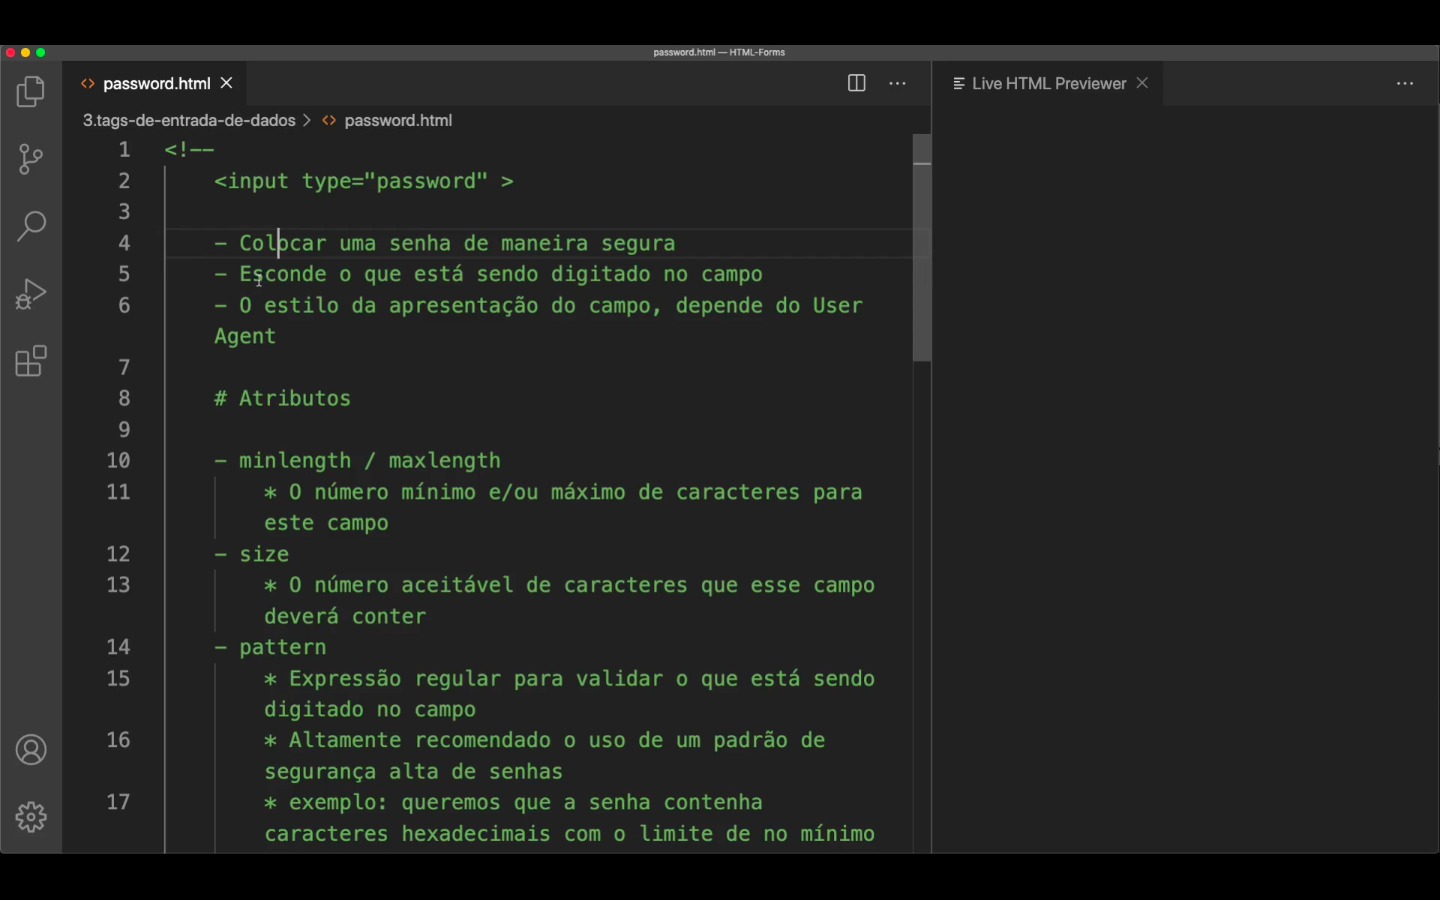 password.html — HTML-Forms
password.html
Live HTML Previewer
3.tags-de-entrada-de-dados > password.html
1 <!--
2 <input type="password" >
3
4 - Colocar uma senha de maneira segura
5 - Esconde o que está sendo digitado no campo
6 - O estilo da apresentação do campo, depende do User
Agent
7
8 # Atributos
9
10 - minlength / maxlength
11 * O número mínimo e/ou máximo de caracteres para
este campo
12 - size
13 * O número aceitável de caracteres que esse campo
deverá conter
14 - pattern
15 * Expressão regular para validar o que está sendo
digitado no campo
16 * Altamente recomendado o uso de um padrão de
segurança alta de senhas
17 * exemplo: queremos que a senha contenha
caracteres hexadecimais com o limite de no mínimo